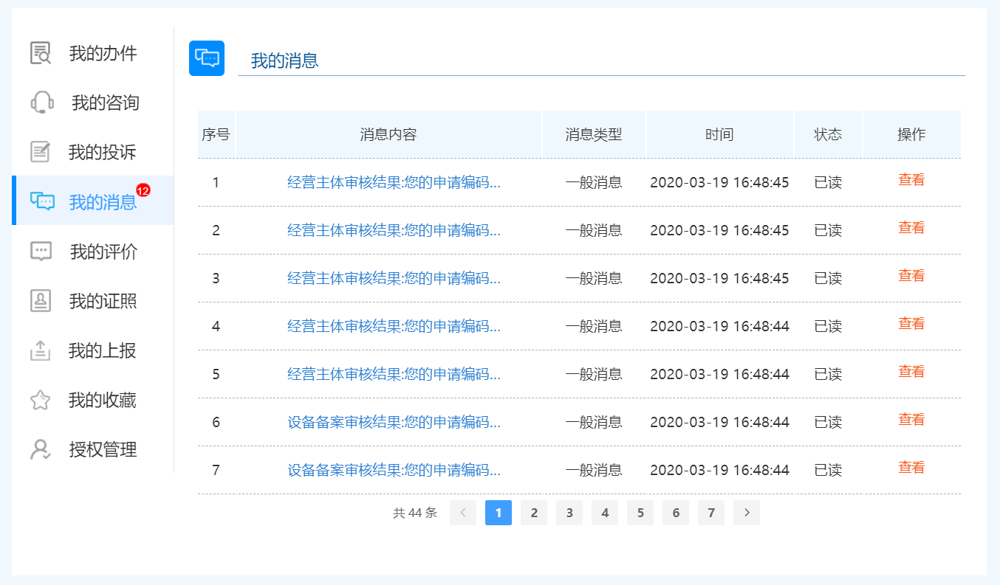 我的办件
我的咨询
我的投诉
我的消息 12
我的评价
我的证照
我的上报
我的收藏
授权管理
我的消息
序号 消息内容 消息类型 时间 状态 操作
1 经营主体审核结果:您的申请编码... 一般消息 2020-03-19 16:48:45 已读 查看
2 经营主体审核结果:您的申请编码... 一般消息 2020-03-19 16:48:45 已读 查看
3 经营主体审核结果:您的申请编码... 一般消息 2020-03-19 16:48:45 已读 查看
4 经营主体审核结果:您的申请编码... 一般消息 2020-03-19 16:48:44 已读 查看
5 经营主体审核结果:您的申请编码... 一般消息 2020-03-19 16:48:44 已读 查看
6 设备备案审核结果:您的申请编码... 一般消息 2020-03-19 16:48:44 已读 查看
7 设备备案审核结果:您的申请编码... 一般消息 2020-03-19 16:48:44 已读 查看
共 44 条 < 1 2 3 4 5 6 7 >